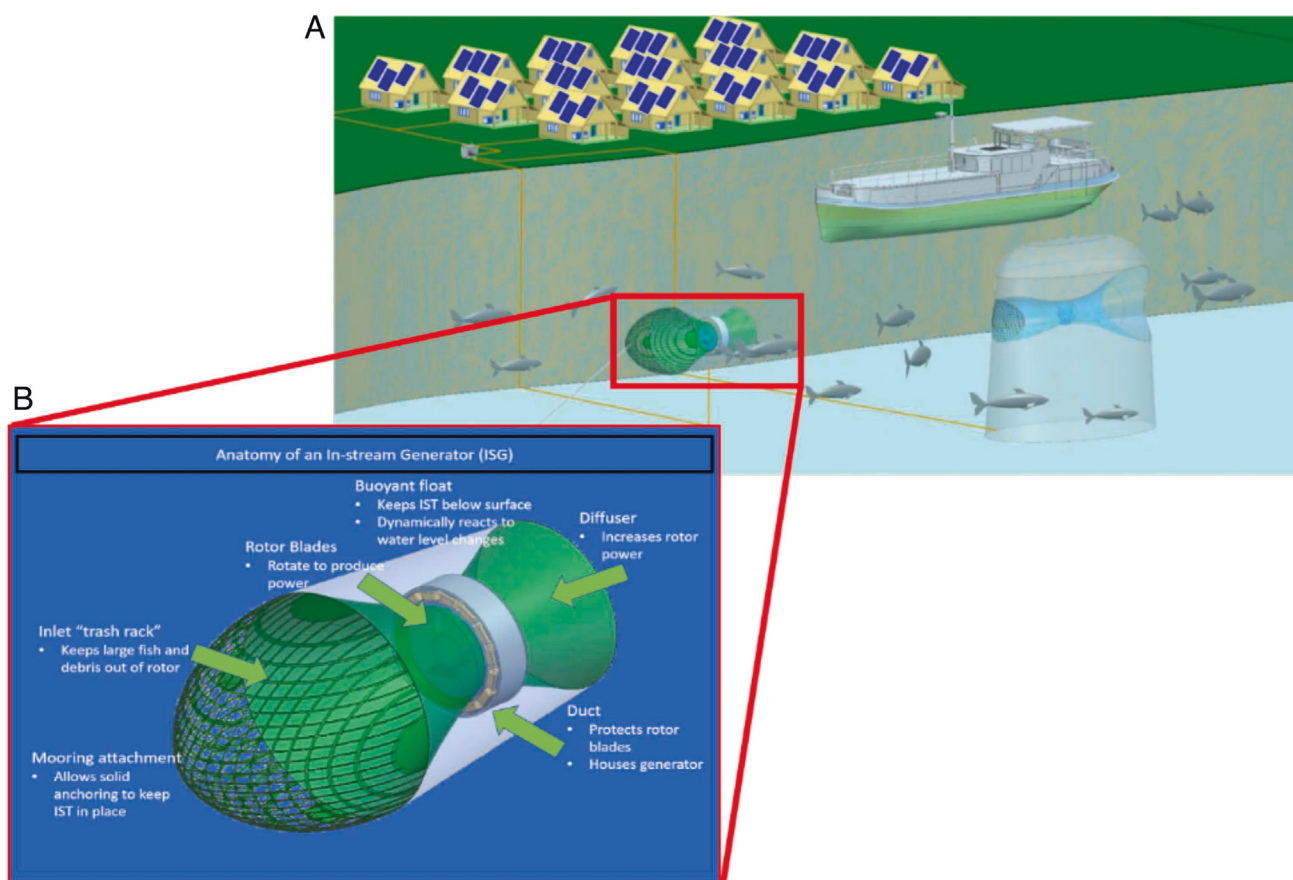 A
B
Anatomy of an In-stream Generator (ISG)
Buoyant float
• Keeps IST below surface
• Dynamically reacts to
water level changes
Diffuser
• Increases rotor
power
Rotor Blades
• Rotate to produce
power
Inlet “trash rack”
• Keeps large fish and
debris out of rotor
Duct
• Protects rotor
blades
• Houses generator
Mooring attachment
• Allows solid
anchoring to keep
IST in place